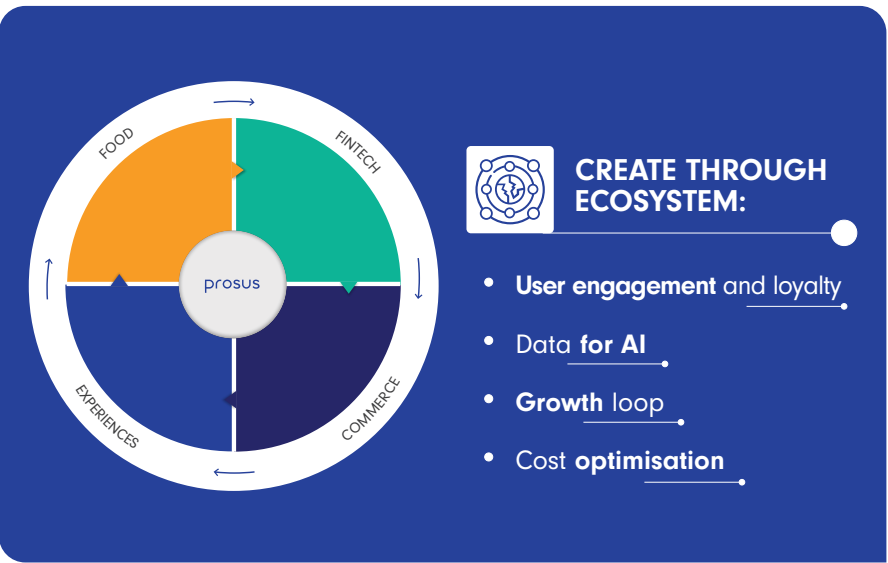 FOOD
FINTECH
prosus
EXPERIENCES
COMMERCE
CREATE THROUGH
ECOSYSTEM:
• User engagement and loyalty
• Data for AI
• Growth loop
• Cost optimisation